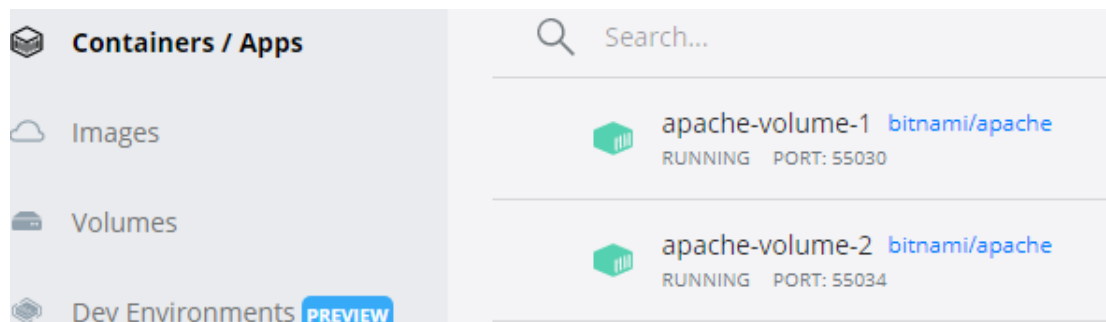 Containers / Apps
Images
Volumes
Dev Environments PREVIEW
Search...
apache-volume-1 bitnami/apache
RUNNING PORT: 55030
apache-volume-2 bitnami/apache
RUNNING PORT: 55034